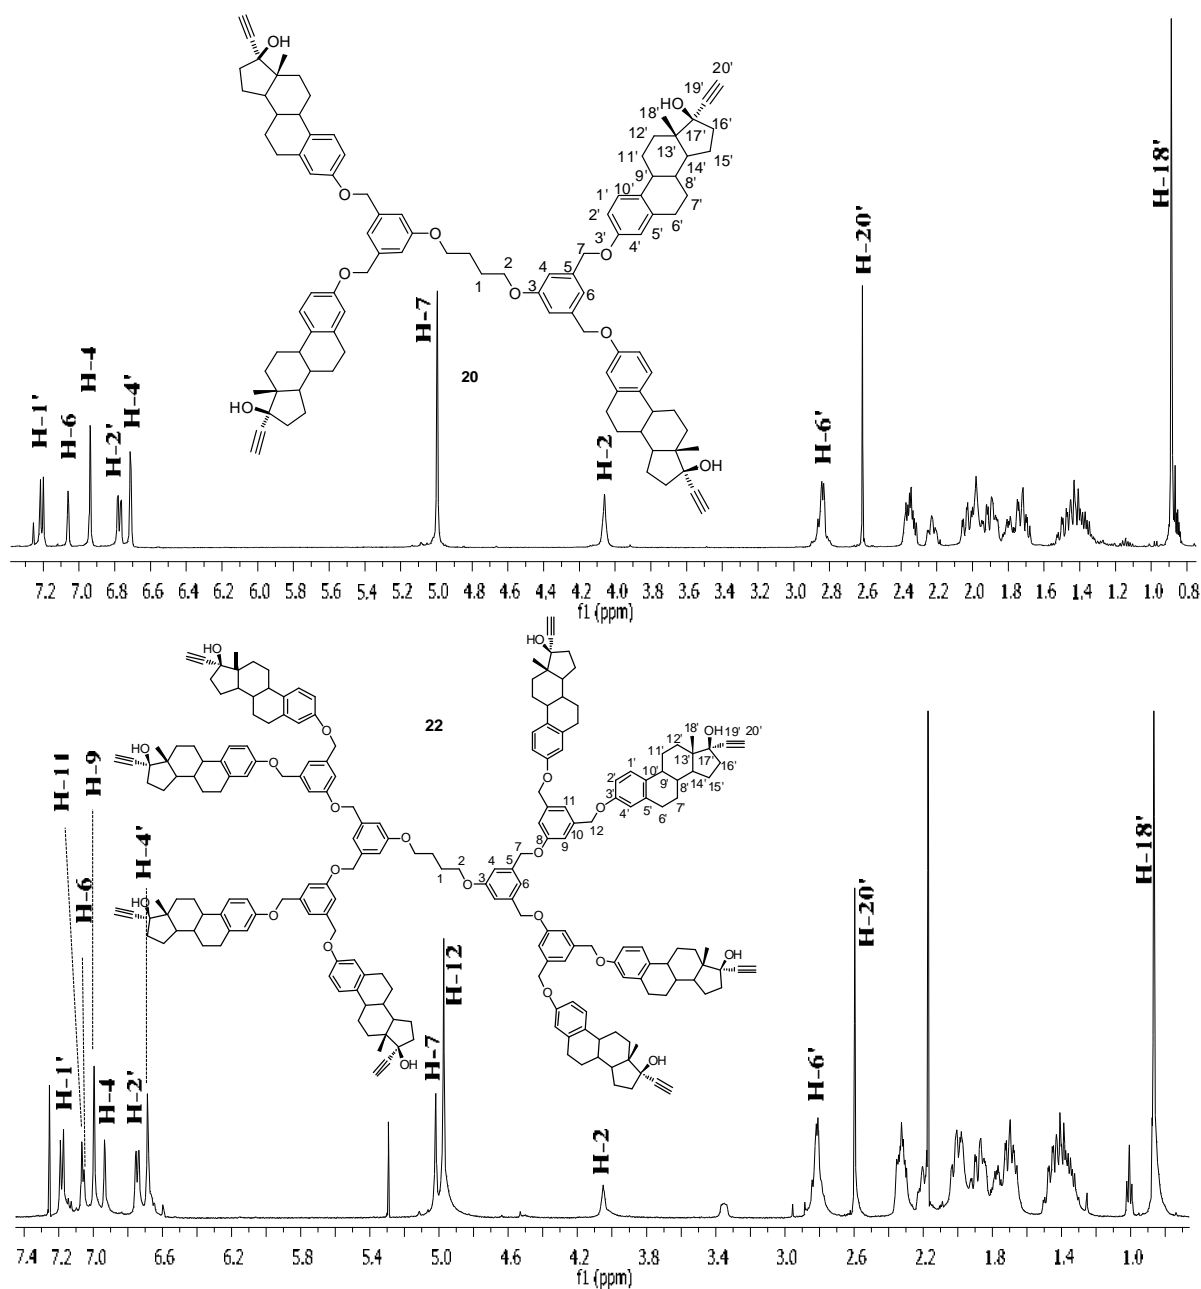 OH
20'
19'
18'
HO
16'
12'
17'
11'
13'
15'
14'
9'
8'
1'
10'
7'
2'
6'
3'
4'
5'
O
O
7
O
2
4
5
1
O
3
6
O
O
HO
OH
20
H-1'
H-6
H-4
H-2'
H-4'
H-7
H-2
H-6'
H-20'
H-18'
7.2 7.0 6.8 6.6 6.4 6.2 6.0 5.8 5.6 5.4 5.2 5.0 4.8 4.6 4.4 4.2 4.0 3.8 3.6 3.4 3.2 3.0 2.8 2.6 2.4 2.2 2.0 1.8 1.6 1.4 1.2 1.0 0.8
f1 (ppm)
HO
HO
22
18'
OH
19'
20'
12'
11'
13'
17'
16'
1'
10'
14'
15'
2'
9'
8'
3'
7'
4'
5'
6'
O
O
O
HO
O
11
O
12
10
7
8
9
O
O
O
2
4
5
1
3
6
O
O
HO
O
O
O
O
O
OH
O
OH
OH
H-11
H-6
H-9
H-4'
H-1'
H-4
H-2'
H-7
H-12
H-2
H-6'
H-20'
H-18'
7.4 7.0 6.6 6.2 5.8 5.4 5.0 4.6 4.2 3.8 3.4 3.0 2.6 2.2 1.8 1.4 1.0
f1 (ppm)